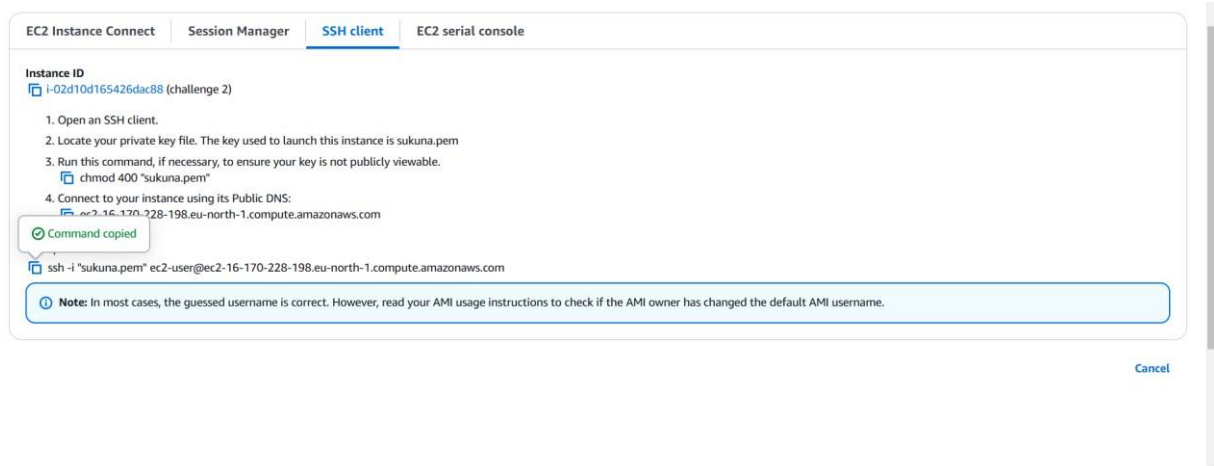 EC2 Instance Connect
Session Manager
SSH client
EC2 serial console
Instance ID
i-02d10d165426dac88 (challenge 2)
1. Open an SSH client.
2. Locate your private key file. The key used to launch this instance is sukuna.pem
3. Run this command, if necessary, to ensure your key is not publicly viewable.
chmod 400 "sukuna.pem"
4. Connect to your instance using its Public DNS:
ec2-16-170-228-198.eu-north-1.compute.amazonaws.com
Command copied
ssh -i "sukuna.pem" ec2-user@ec2-16-170-228-198.eu-north-1.compute.amazonaws.com
Note: In most cases, the guessed username is correct. However, read your AMI usage instructions to check if the AMI owner has changed the default AMI username.
Cancel